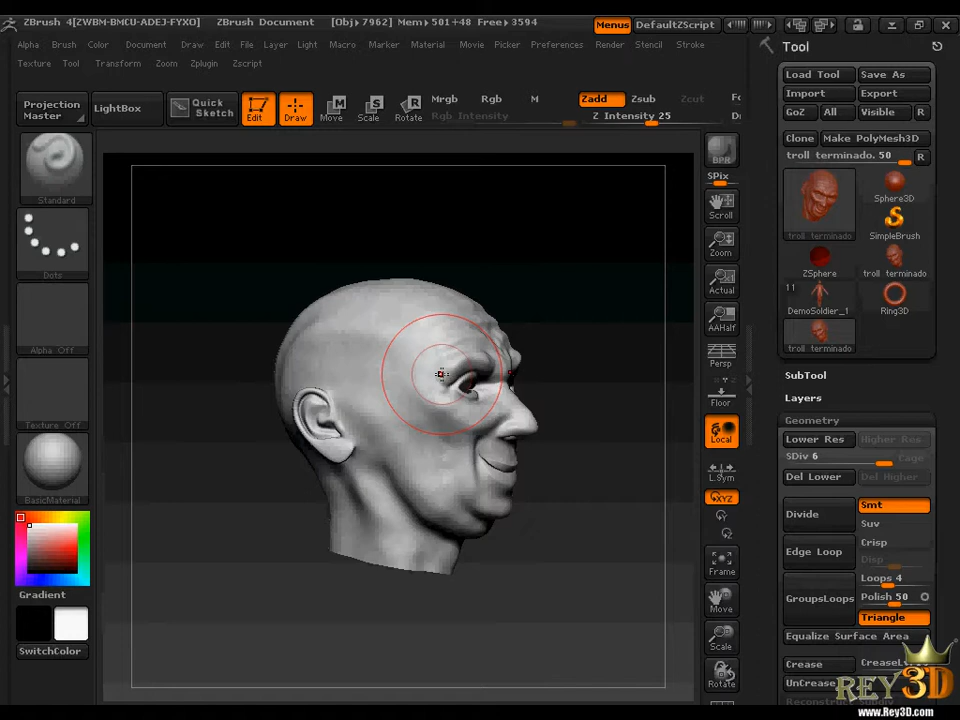 ZBrush 4[ZWBM-BMCU-ADEJ-FYXO] ZBrush Document [Obj▸7962] Mem▸501+48 Free▸3594 Menus DefaultZScript
Alpha Brush Color Document Draw Edit File Layer Light Macro Marker Material Movie Picker Preferences Render Stencil Stroke
Texture Tool Transform Zoom Zplugin Zscript
Projection Master
LightBox
Quick Sketch
Edit
Draw
Move
Scale
Rotate
Mrgb Rgb M
Rgb Intensity
Zadd Zsub Zcut
Z Intensity 25
Standard
Dots
Alpha Off
Texture Off
BasicMaterial
Gradient
SwitchColor
BPR
SPix
Scroll
Zoom
Actual
AAHalf
Persp
Floor
Local
L.Sym
XYZ
Y
Z
Frame
Move
Scale
Rotate
Tool
Load Tool Save As
Import Export
GoZ All Visible R
Clone Make PolyMesh3D
troll terminado. 50 R
troll terminado
Sphere3D
SimpleBrush
ZSphere
troll terminado
11
DemoSoldier_1
Ring3D
troll terminado
SubTool
Layers
Geometry
Lower Res Higher Res
SDiv 6 Cage
Del Lower Del Higher
Divide
Smt
Suv
Edge Loop
Crisp
Disp
Loops 4
GroupsLoops
Polish 50
Triangle
Equalize Surface Area
Crease
UnCrease
Reconstruct Subdiv
REY3D
www.Rey3D.com